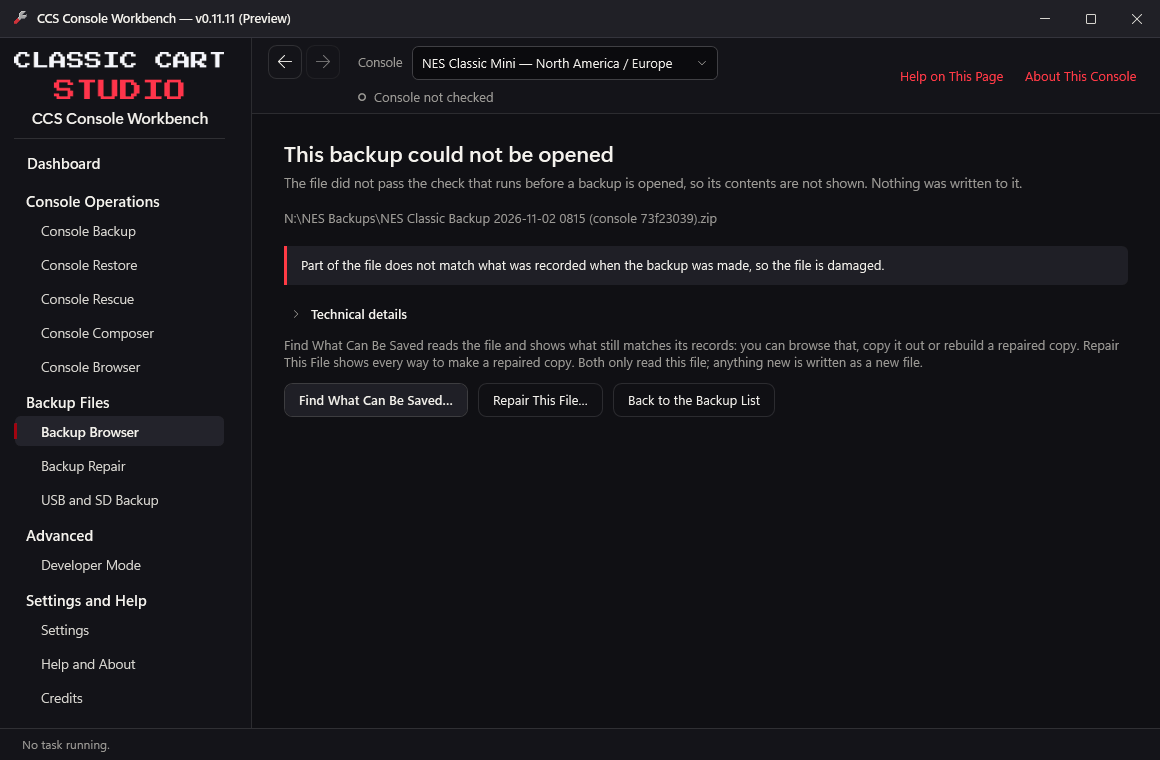 CCS Console Workbench — v0.11.11 (Preview)
CLASSIC CART
STUDIO
CCS Console Workbench
Dashboard
Console Operations
Console Backup
Console Restore
Console Rescue
Console Composer
Console Browser
Backup Files
Backup Browser
Backup Repair
USB and SD Backup
Advanced
Developer Mode
Settings and Help
Settings
Help and About
Credits
Console
NES Classic Mini — North America / Europe
Console not checked
Help on This Page
About This Console
This backup could not be opened
The file did not pass the check that runs before a backup is opened, so its contents are not shown. Nothing was written to it.
N:\NES Backups\NES Classic Backup 2026-11-02 0815 (console 73f23039).zip
Part of the file does not match what was recorded when the backup was made, so the file is damaged.
Technical details
Find What Can Be Saved reads the file and shows what still matches its records: you can browse that, copy it out or rebuild a repaired copy. Repair
This File shows every way to make a repaired copy. Both only read this file; anything new is written as a new file.
Find What Can Be Saved...
Repair This File...
Back to the Backup List
No task running.